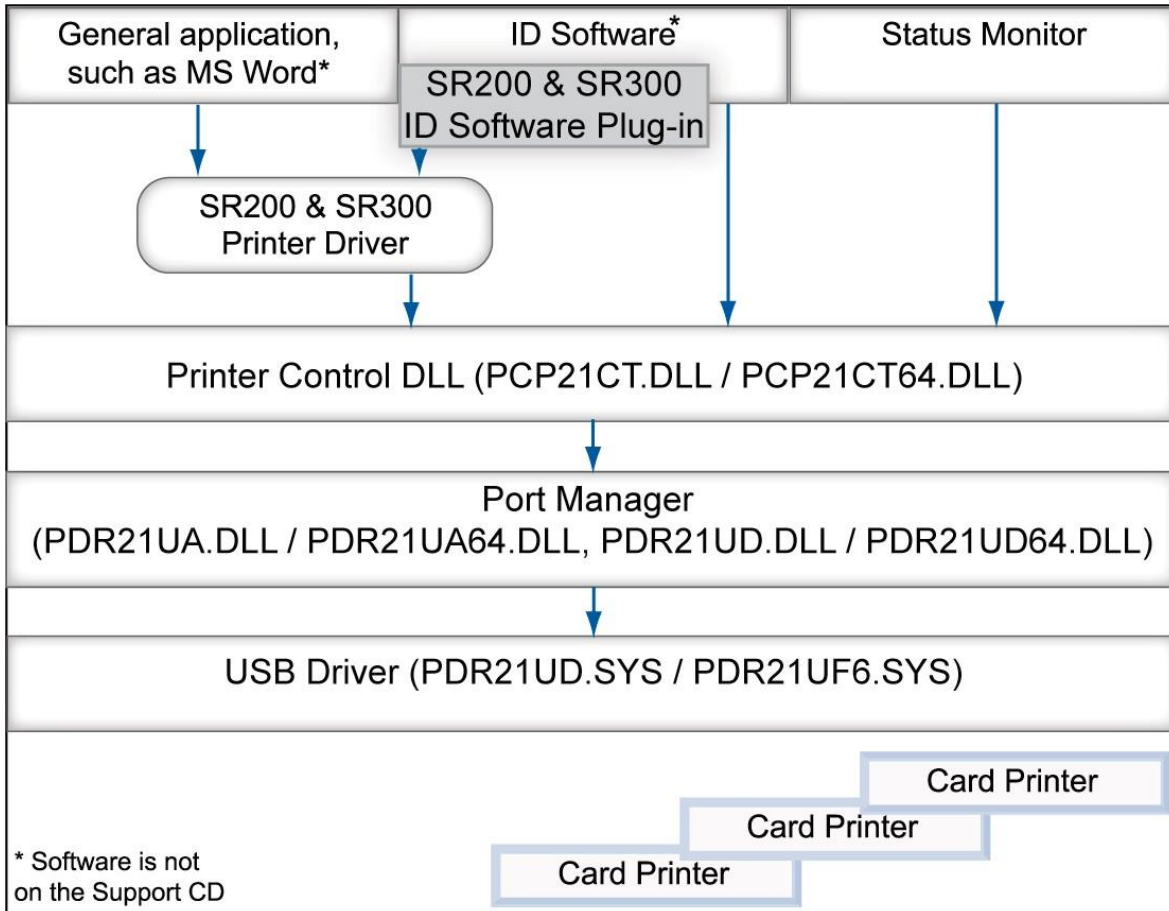 General application,
such as MS Word*
ID Software*
Status Monitor
SR200 & SR300
ID Software Plug-in
SR200 & SR300
Printer Driver
Printer Control DLL (PCP21CT.DLL / PCP21CT64.DLL)
Port Manager
(PDR21UA.DLL / PDR21UA64.DLL, PDR21UD.DLL / PDR21UD64.DLL)
USB Driver (PDR21UD.SYS / PDR21UF6.SYS)
Card Printer
Card Printer
Card Printer
* Software is not
on the Support CD